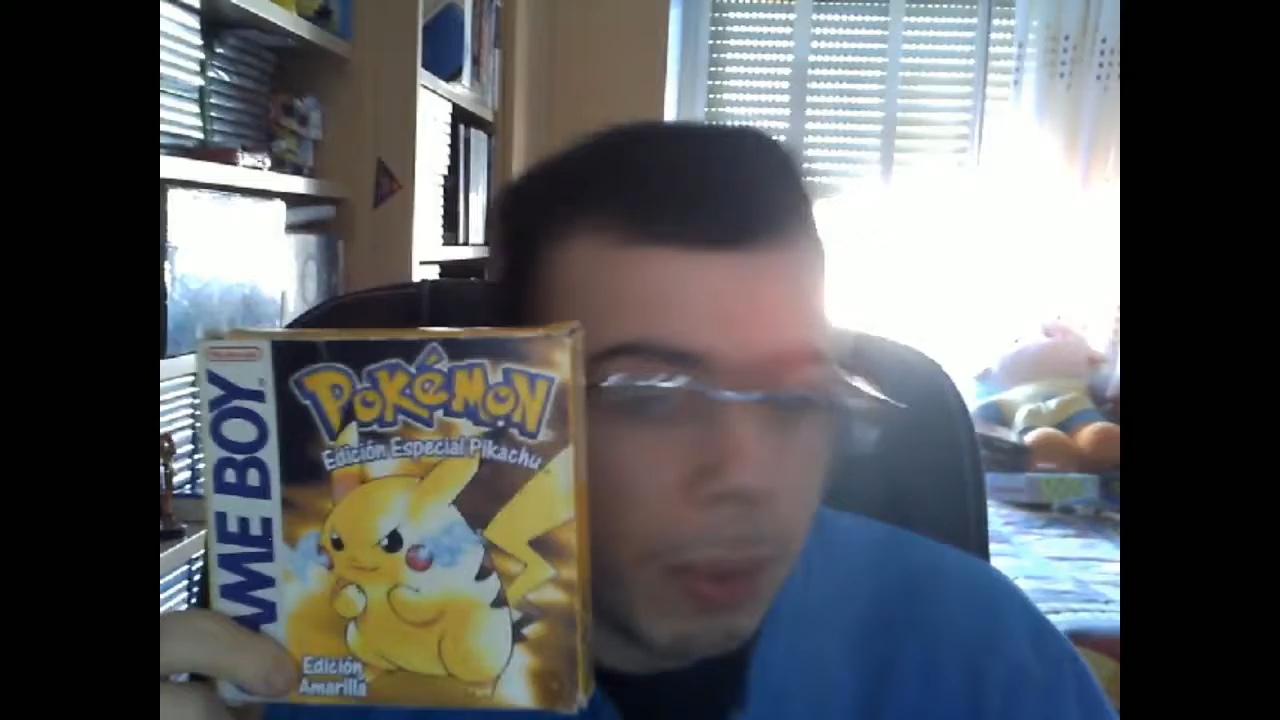 Nintendo
GAME BOY
POKéMON
Edición Especial Pikachu
Edición
Amarilla